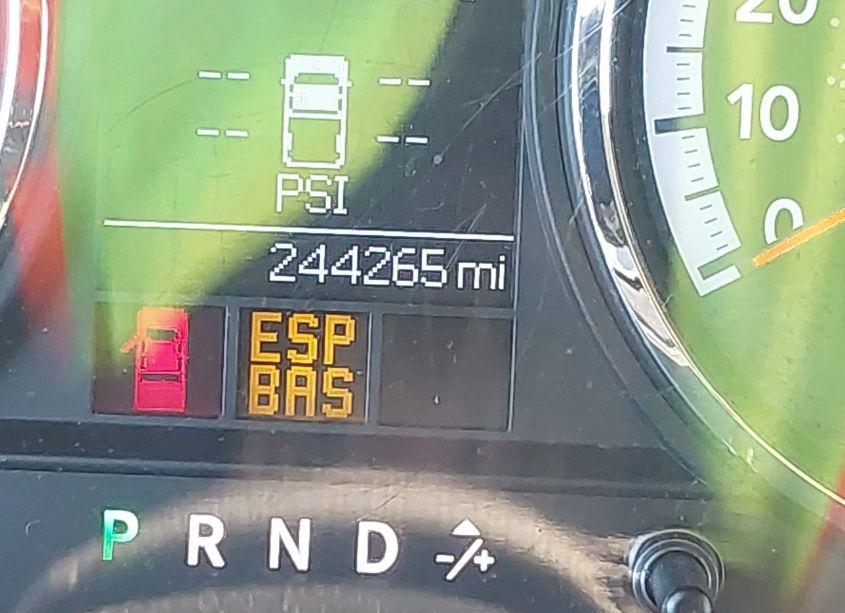 -- --
-- --
PSI
244265 mi
ESP
BAS
P R N D -/+
20
10
0